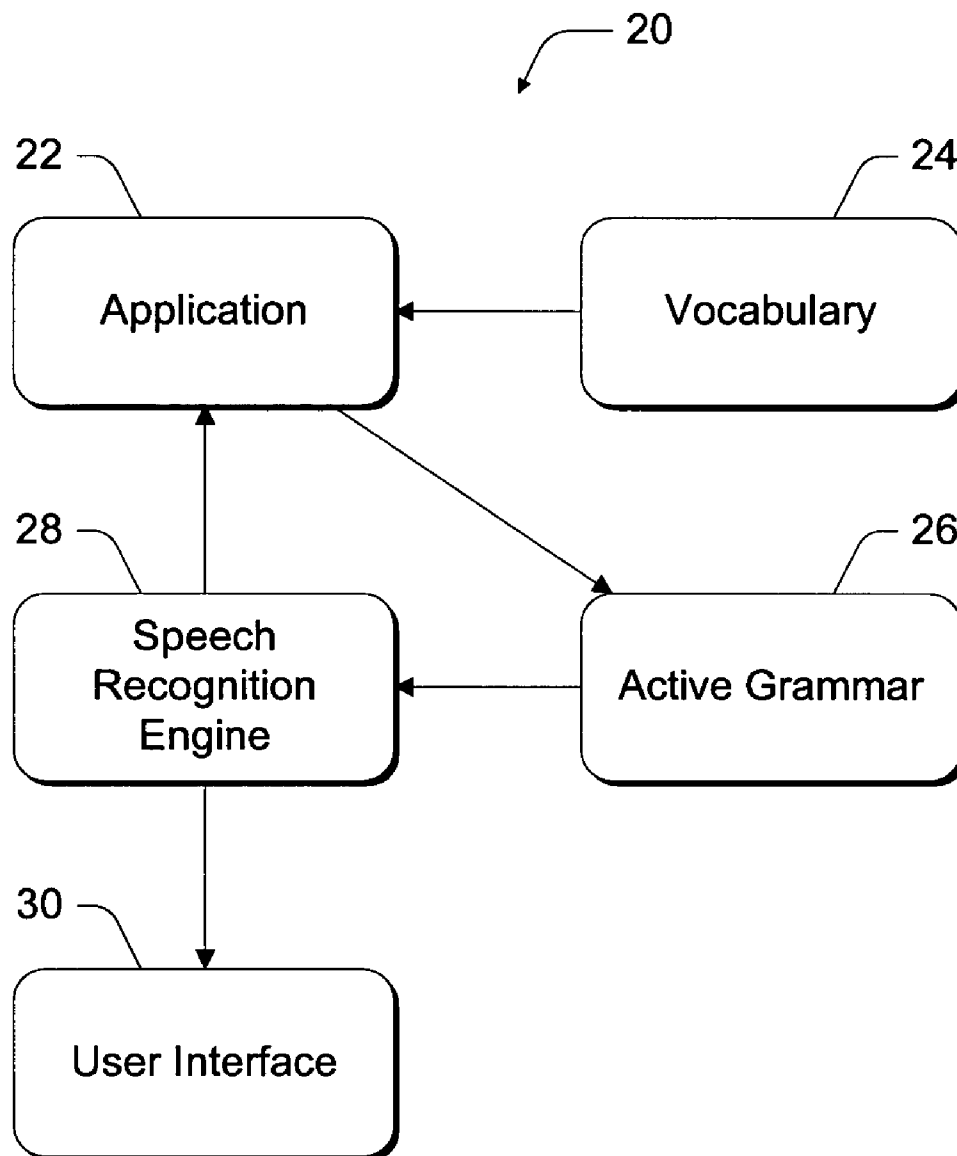 20
22
24
Application
Vocabulary
28
26
Speech
Recognition
Engine
Active Grammar
30
User Interface